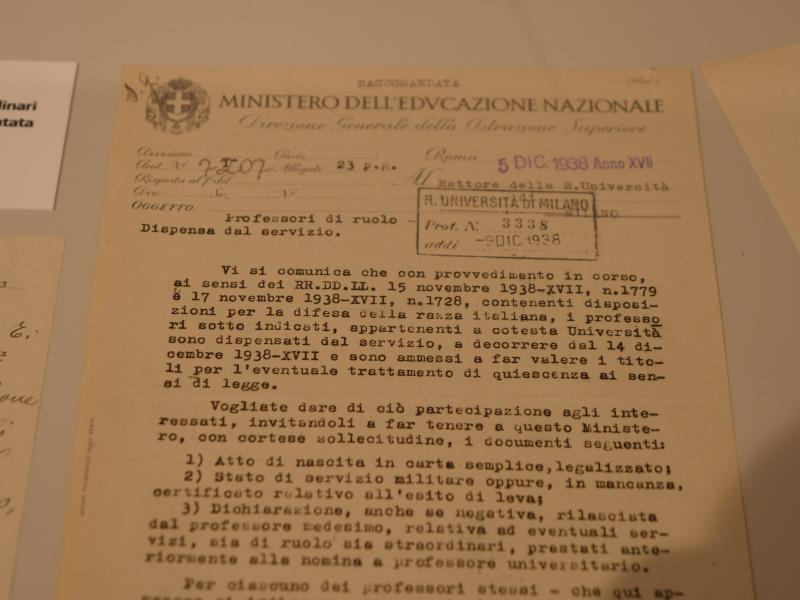 linari
utata
RACCOMANDATA
MINISTERO DELL'EDVCAZIONE NAZIONALE
Direzione Generale della Istruzione Superiore
Divisione Posiz.
Prot. N. Allegati 23 p.e. Roma 5 DIC. 1938 Anno XVII
Risposta al f. del
Div. N.
Al Rettore della R.Università
MILANO
R. UNIVERSITÀ DI MILANO
Prot. N. 3338
addì -9 DIC. 1938
OGGETTO:
Professori di ruolo -
Dispensa dal servizio.
Vi si comunica che con provvedimento in corso,
ai sensi dei RR.DD.LL. 15 novembre 1938-XVII, n.1779
e 17 novembre 1938-XVII, n.1728, contenenti disposi-
zioni per la difesa della razza italiana, i professo
ri sotto indicati, appartenenti a cotesta Università
sono dispensati dal servizio, a decorrere dal 14 di-
cembre 1938-XVII e sono ammessi a far valere i tito-
li per l'eventuale trattamento di quiescenza ai sen-
si di legge.
Vogliate dare di ciò partecipazione agli inte-
ressati, invitandoli a far tenere a questo Ministe-
ro, con cortese sollecitudine, i documenti seguenti:
1) Atto di nascita in carta semplice,legalizzato;
2) Stato di servizio militare oppure, in mancanza,
certificato relativo all'esito di leva;
3) Dichiarazione, anche se negativa, rilasciata
dal professore medesimo, relativa ad eventuali ser-
vizi, sia di ruolo sia straordinari, prestati ante-
riormente alla nomina a professore universitario.
Per ciascuno dei professori stessi - che qui ap-